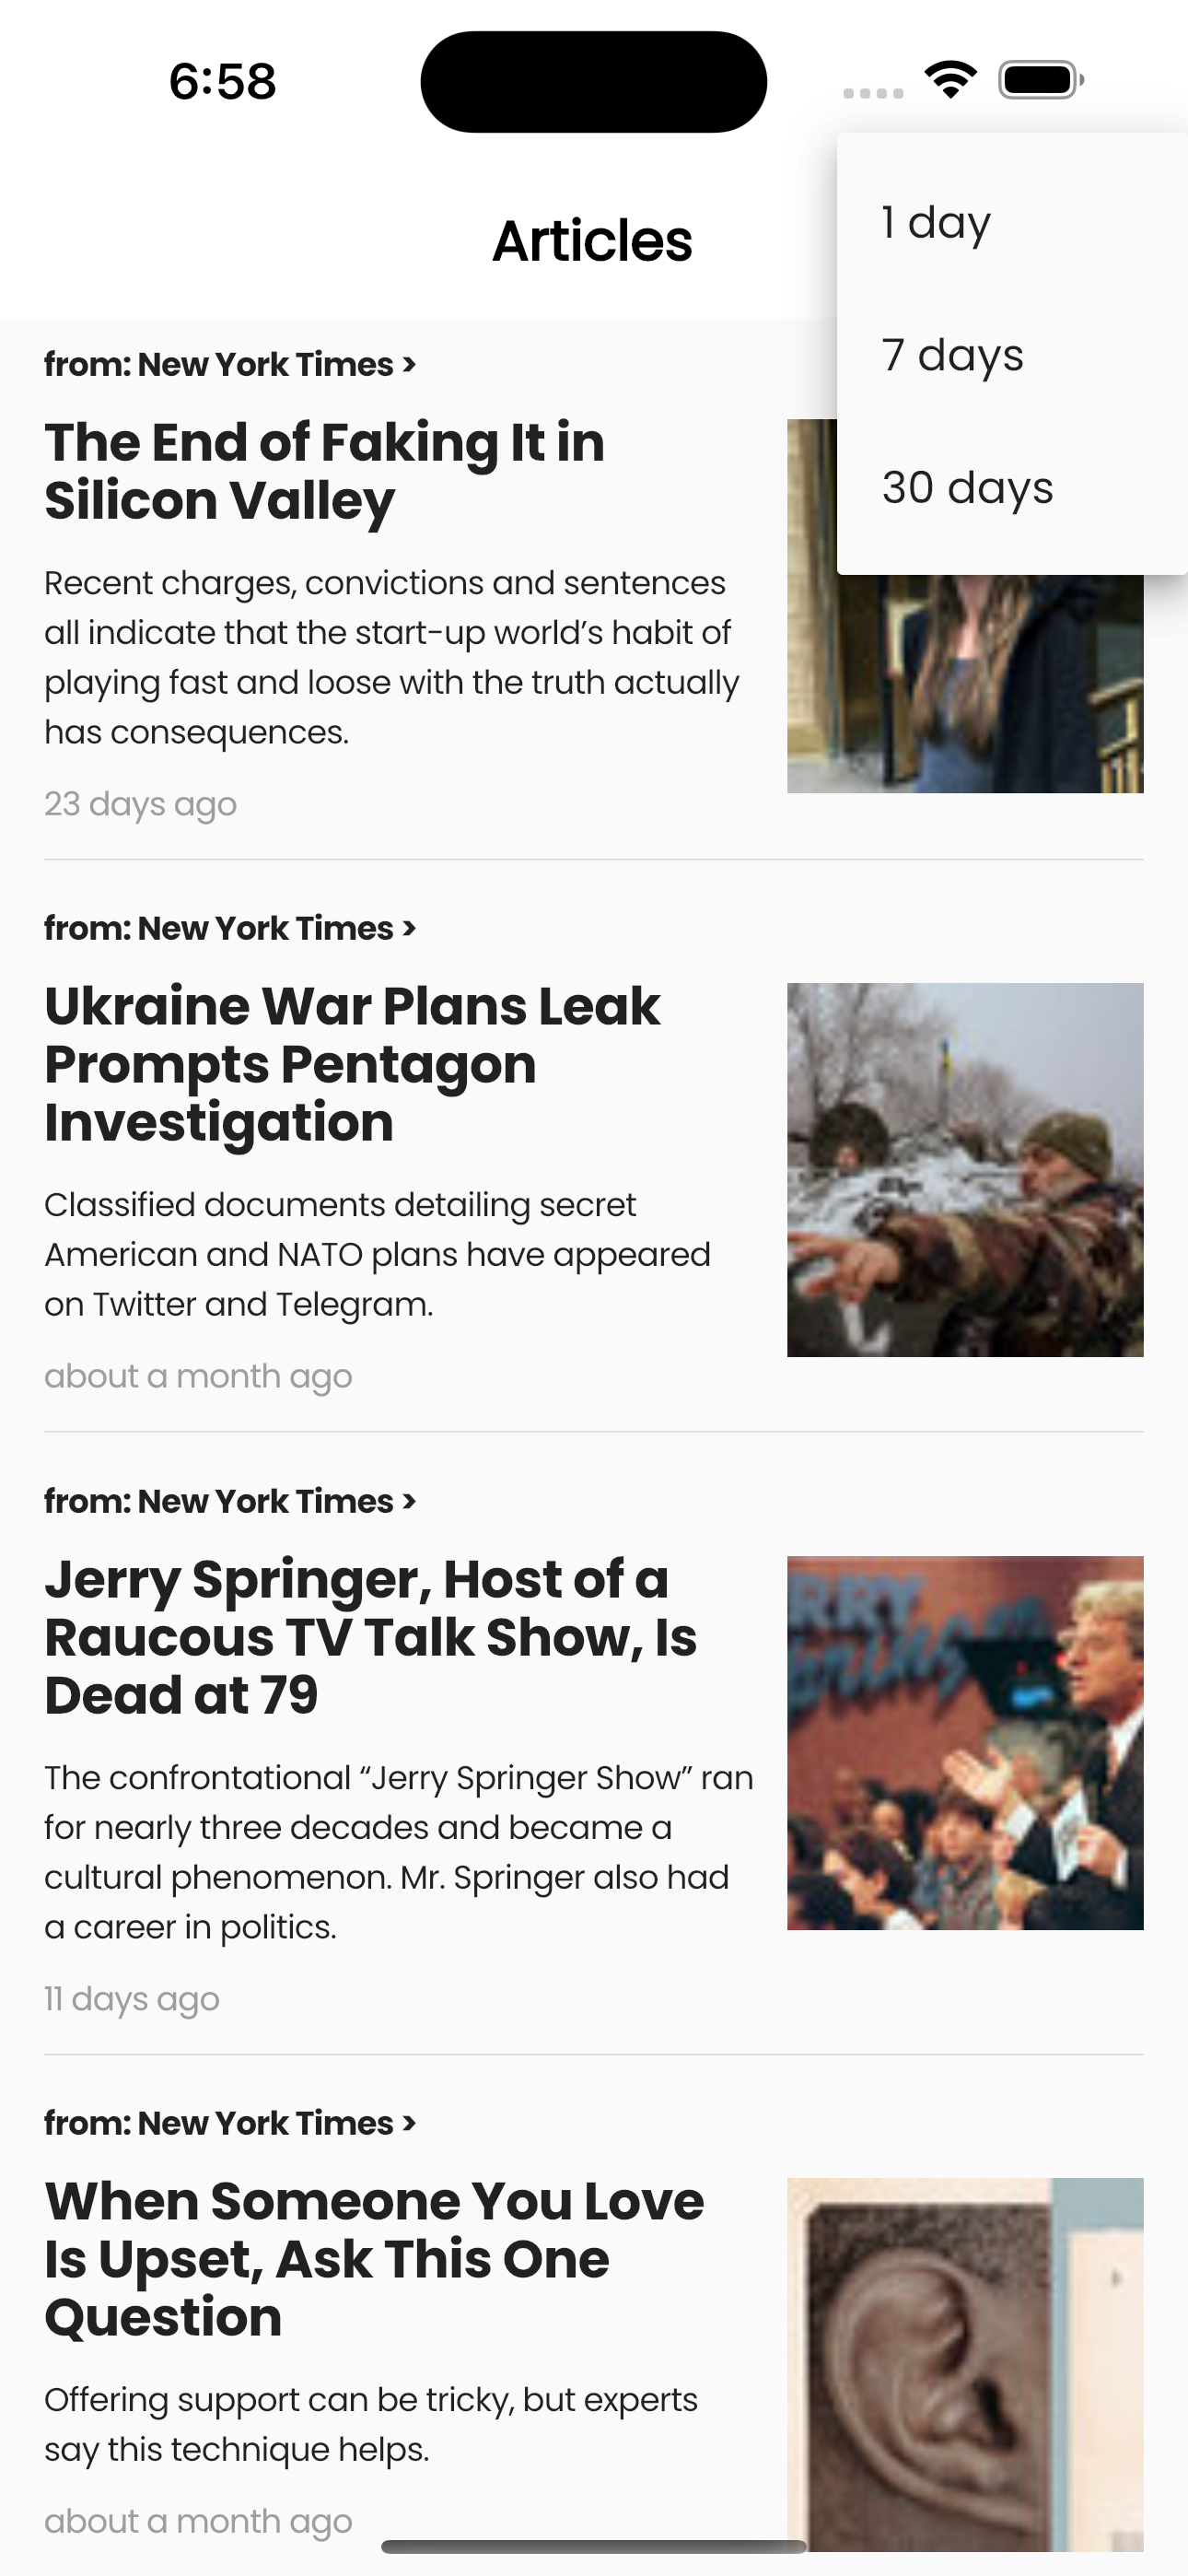 6:58
Articles
1 day
7 days
30 days
from: New York Times >
The End of Faking It in
Silicon Valley
Recent charges, convictions and sentences
all indicate that the start-up world’s habit of
playing fast and loose with the truth actually
has consequences.
23 days ago
from: New York Times >
Ukraine War Plans Leak
Prompts Pentagon
Investigation
Classified documents detailing secret
American and NATO plans have appeared
on Twitter and Telegram.
about a month ago
from: New York Times >
Jerry Springer, Host of a
Raucous TV Talk Show, Is
Dead at 79
The confrontational “Jerry Springer Show” ran
for nearly three decades and became a
cultural phenomenon. Mr. Springer also had
a career in politics.
11 days ago
from: New York Times >
When Someone You Love
Is Upset, Ask This One
Question
Offering support can be tricky, but experts
say this technique helps.
about a month ago